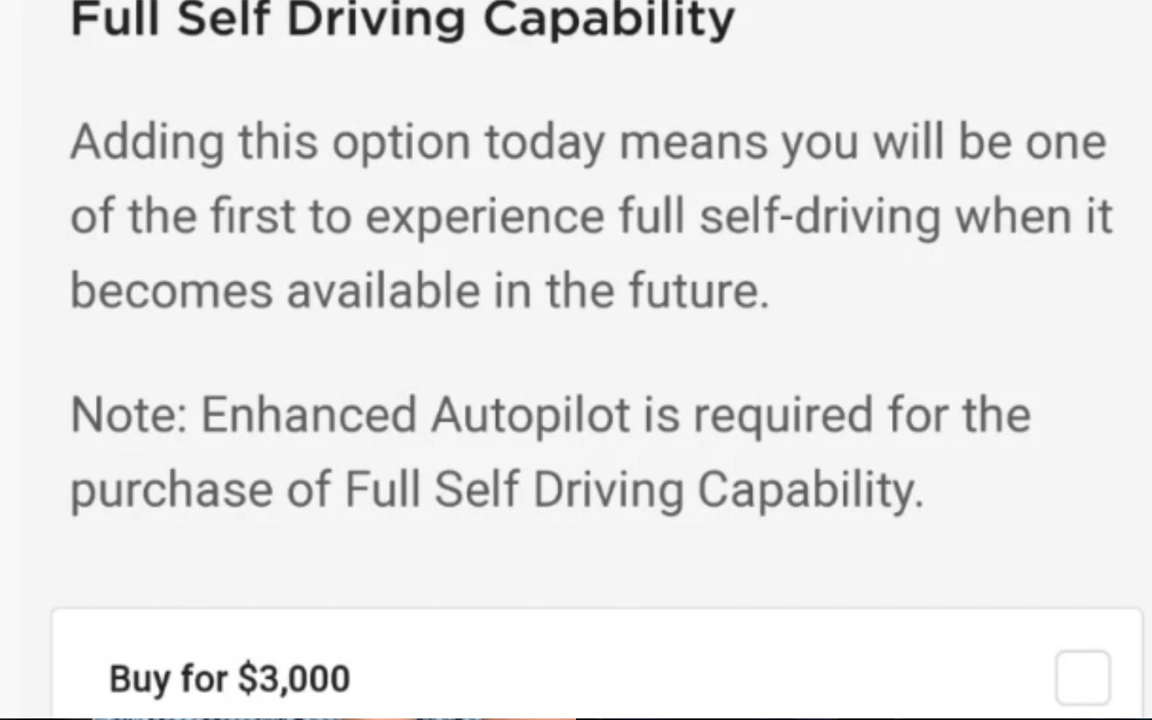 Full Self Driving Capability
Adding this option today means you will be one
of the first to experience full self-driving when it
becomes available in the future.
Note: Enhanced Autopilot is required for the
purchase of Full Self Driving Capability.
Buy for $3,000